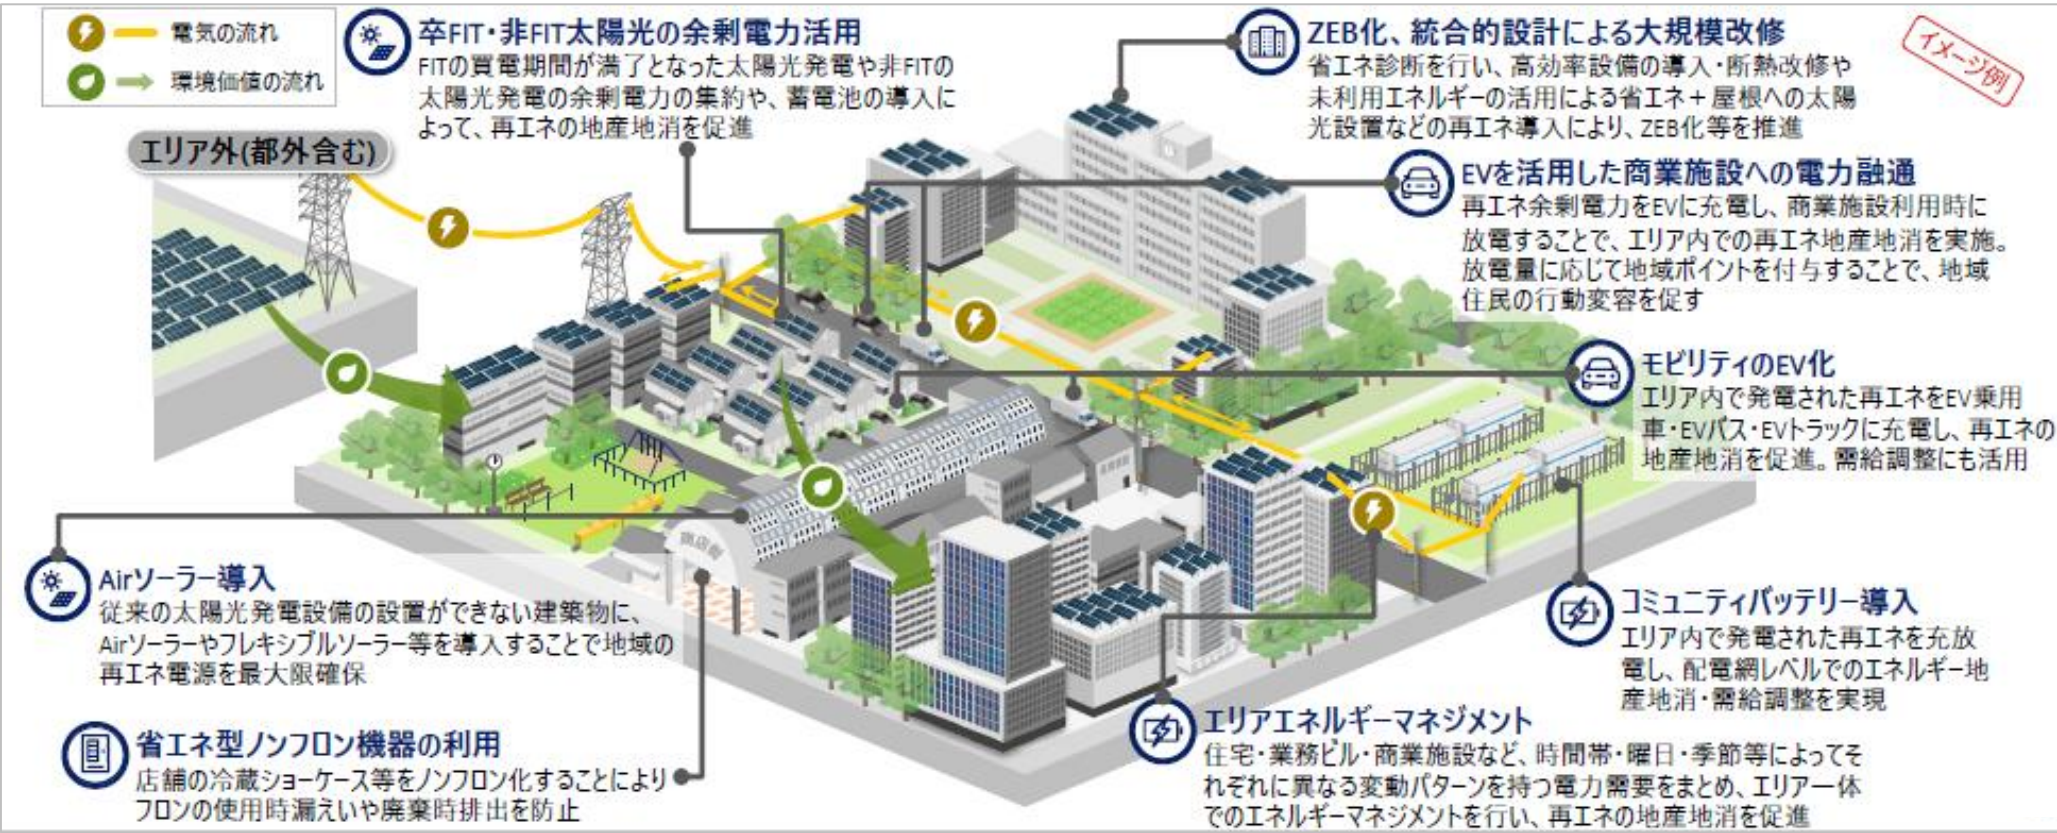 電気の流れ
環境価値の流れ
卒FIT・非FIT太陽光の余剰電力活用
FITの買電期間が満了となった太陽光発電や非FITの
太陽光発電の余剰電力の集約や、蓄電池の導入に
よって、再エネの地産地消を促進
ZEB化、統合的設計による大規模改修
省エネ診断を行い、高効率設備の導入・断熱改修や
未利用エネルギーの活用による省エネ＋屋根への太陽
光設置などの再エネ導入により、ZEB化等を推進
イメージ例
エリア外(都外含む)
EVを活用した商業施設への電力融通
再エネ余剰電力をEVに充電し、商業施設利用時に
放電することで、エリア内での再エネ地産地消を実施。
放電量に応じて地域ポイントを付与することで、地域
住民の行動変容を促す
モビリティのEV化
エリア内で発電された再エネをEV乗用
車・EVバス・EVトラックに充電し、再エネの
地産地消を促進。需給調整にも活用
商店街
Airソーラー導入
従来の太陽光発電設備の設置ができない建築物に、
Airソーラーやフレキシブルソーラー等を導入することで地域の
再エネ電源を最大限確保
コミュニティバッテリー導入
エリア内で発電された再エネを充放
電し、配電網レベルでのエネルギー地
産地消・需給調整を実現
省エネ型ノンフロン機器の利用
店舗の冷蔵ショーケース等をノンフロン化することにより
フロンの使用時漏えいや廃棄時排出を防止
エリアエネルギーマネジメント
住宅・業務ビル・商業施設など、時間帯・曜日・季節等によってそ
れぞれに異なる変動パターンを持つ電力需要をまとめ、エリア一体
でのエネルギーマネジメントを行い、再エネの地産地消を促進